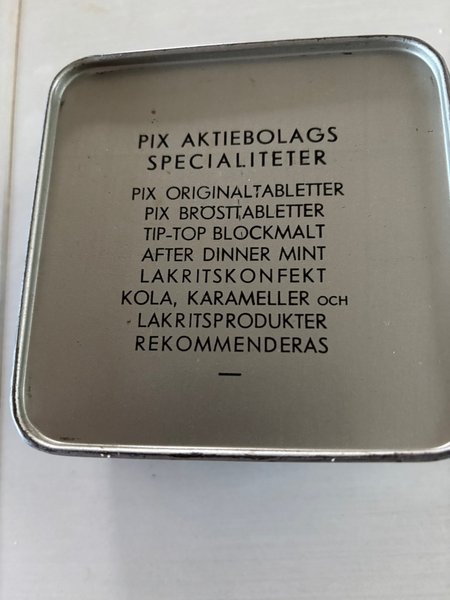 PIX AKTIEBOLAGS
SPECIALITETER
PIX ORIGINALTABLETTER
PIX BRÖSTTABLETTER
TIP-TOP BLOCKMALT
AFTER DINNER MINT
LAKRITSKONFEKT
KOLA, KARAMELLER OCH
LAKRITSPRODUKTER
REKOMMENDERAS
—